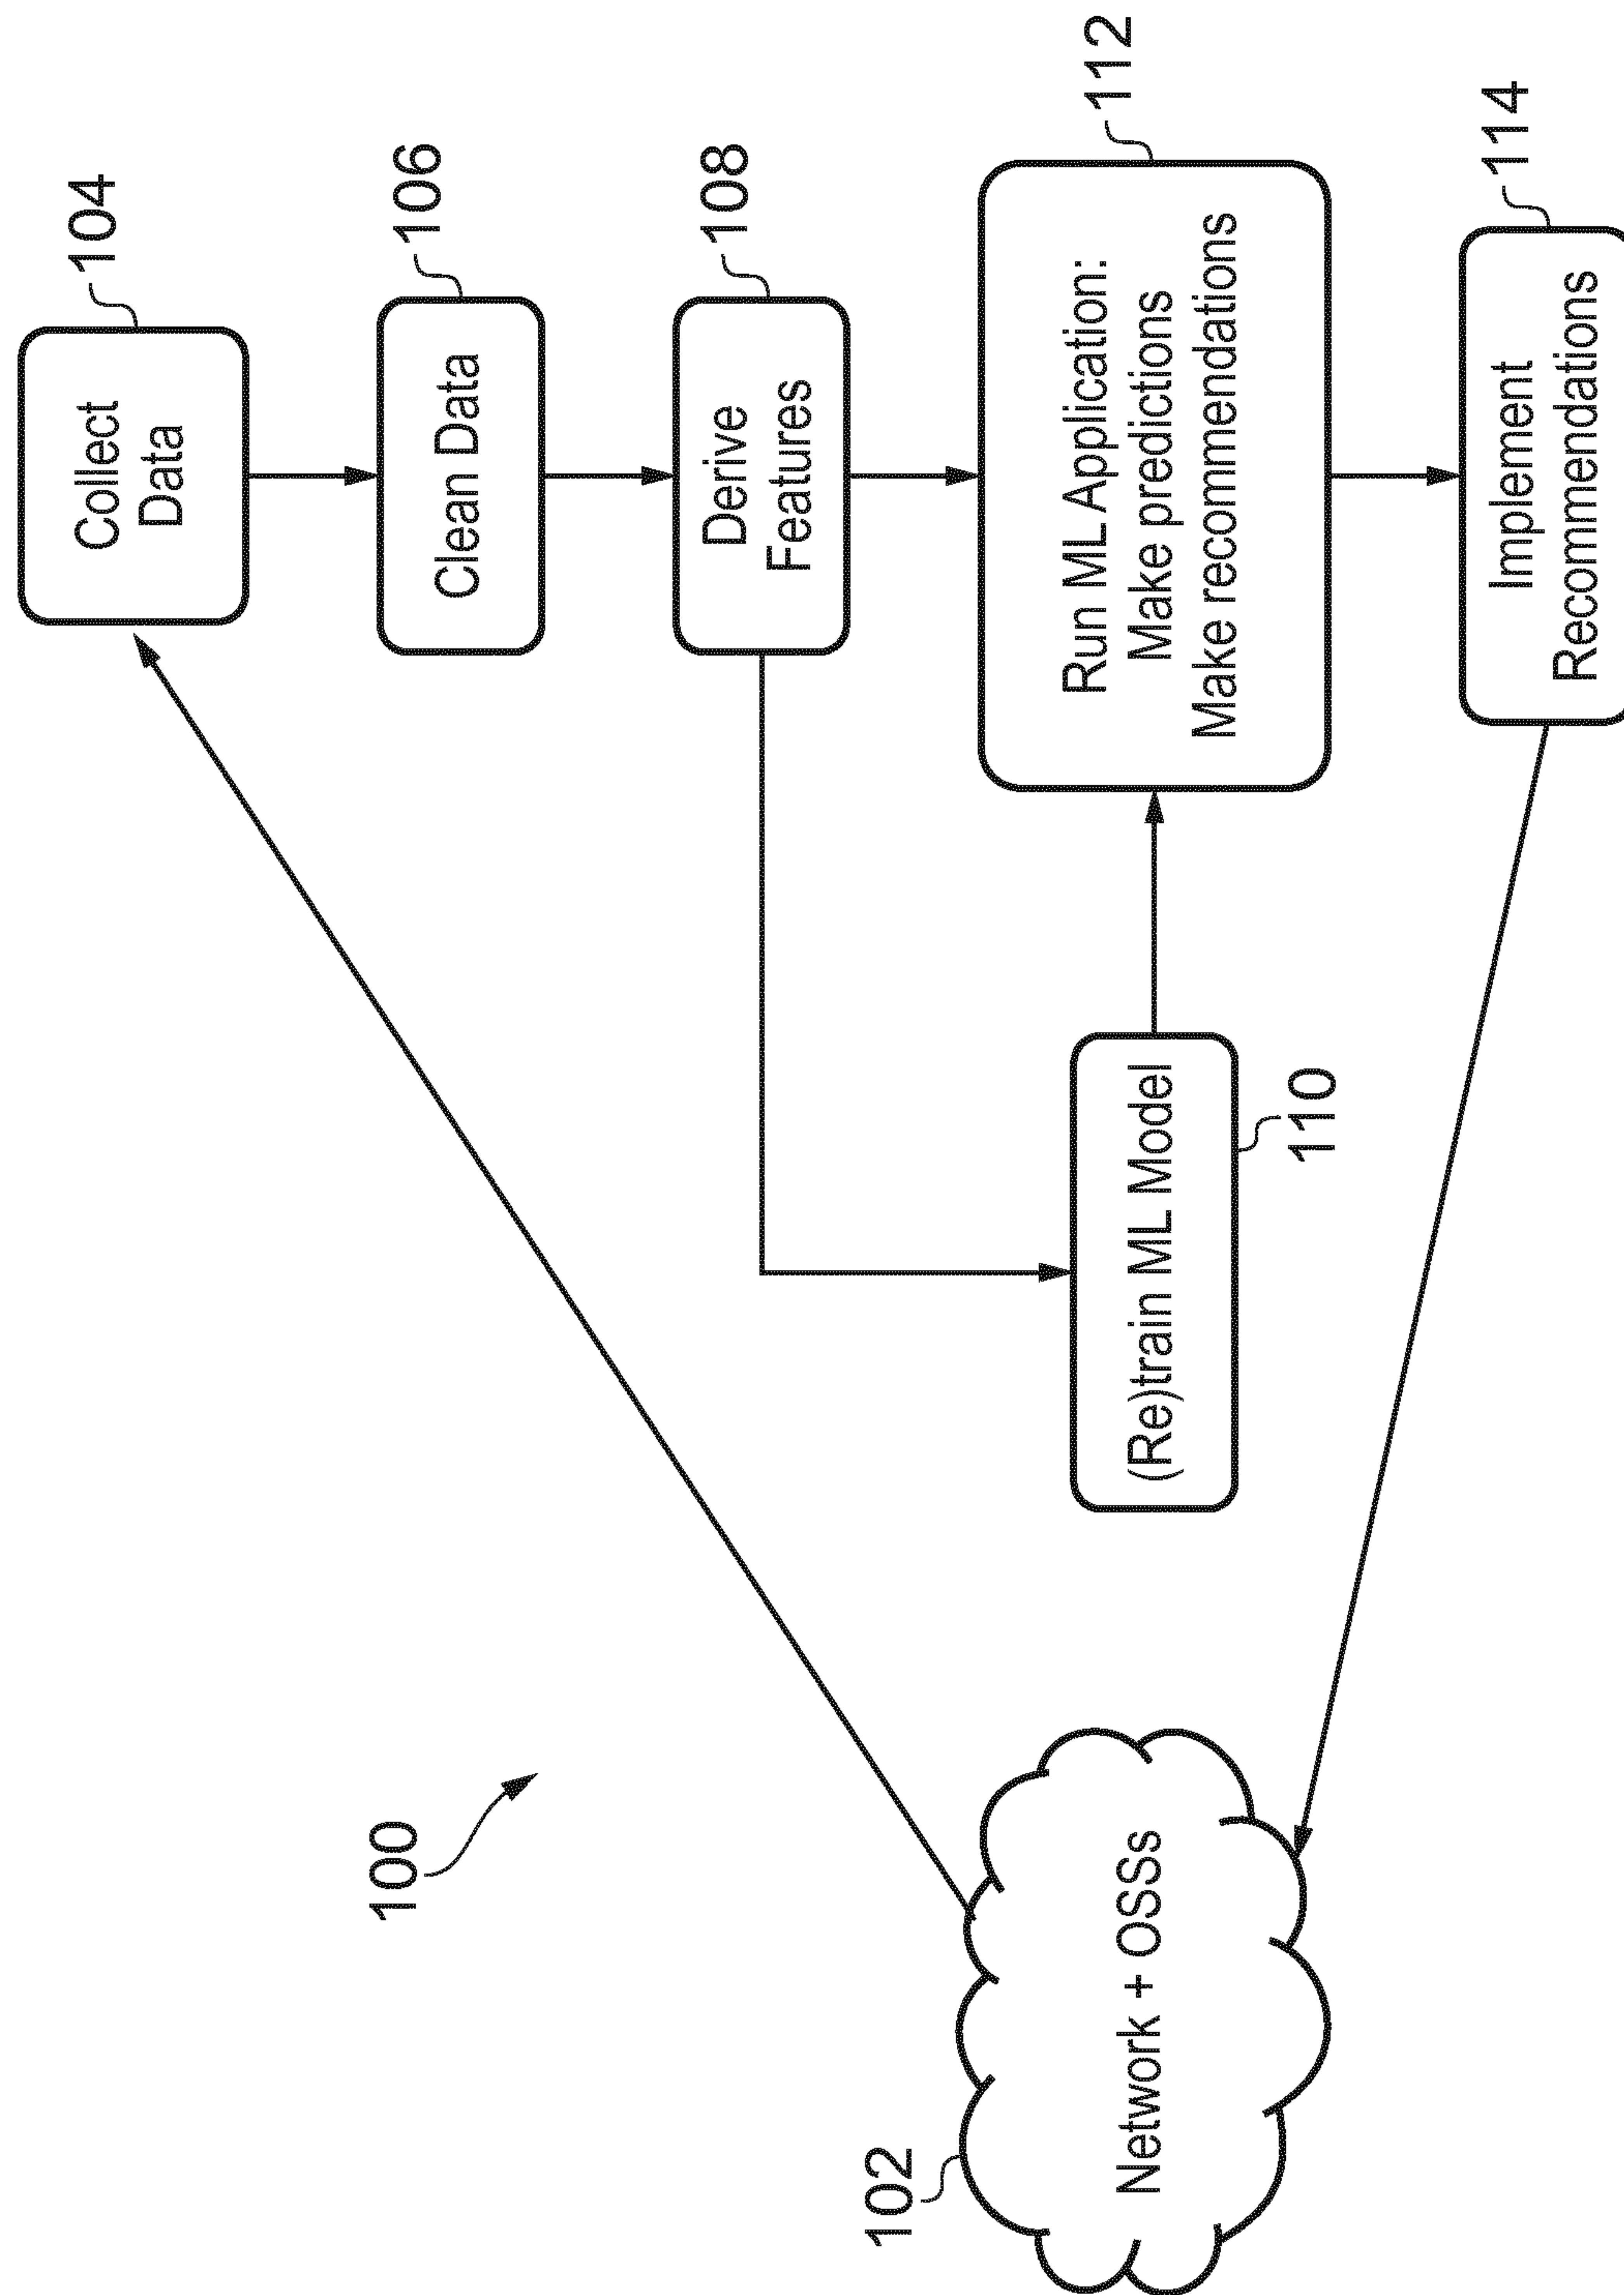 100
102
Network + OSSs
104
Collect
Data
106
Clean Data
108
Derive
Features
110
(Re)train ML Model
112
Run ML Application:
Make predictions
Make recommendations
114
Implement
Recommendations